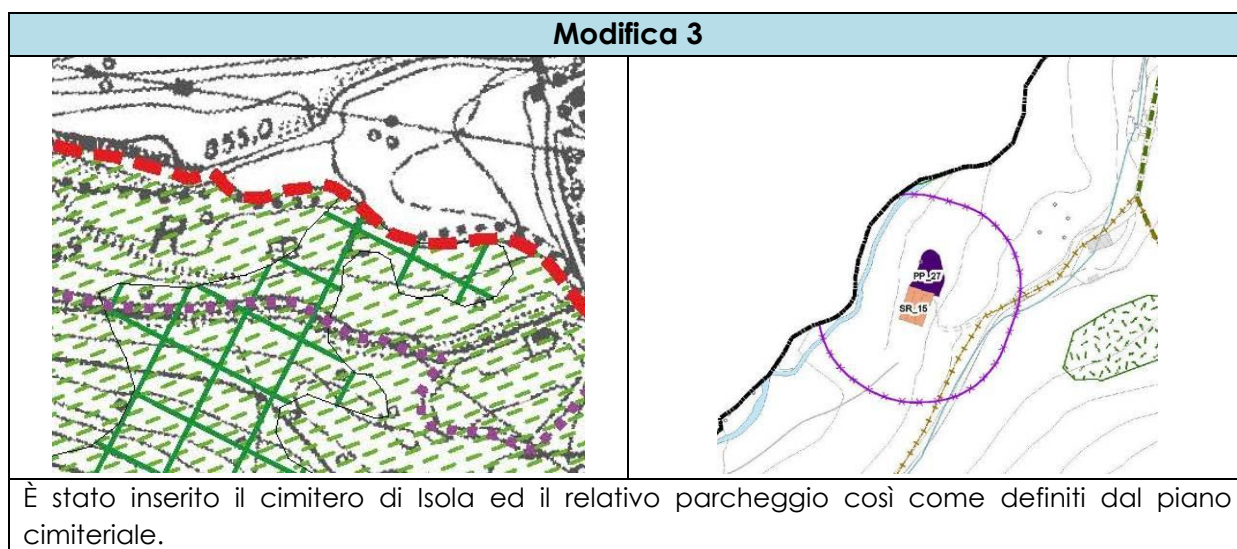 Modifica 3
855,0
R
PP_27
SR_15
È stato inserito il cimitero di Isola ed il relativo parcheggio così come definiti dal piano
cimiteriale.